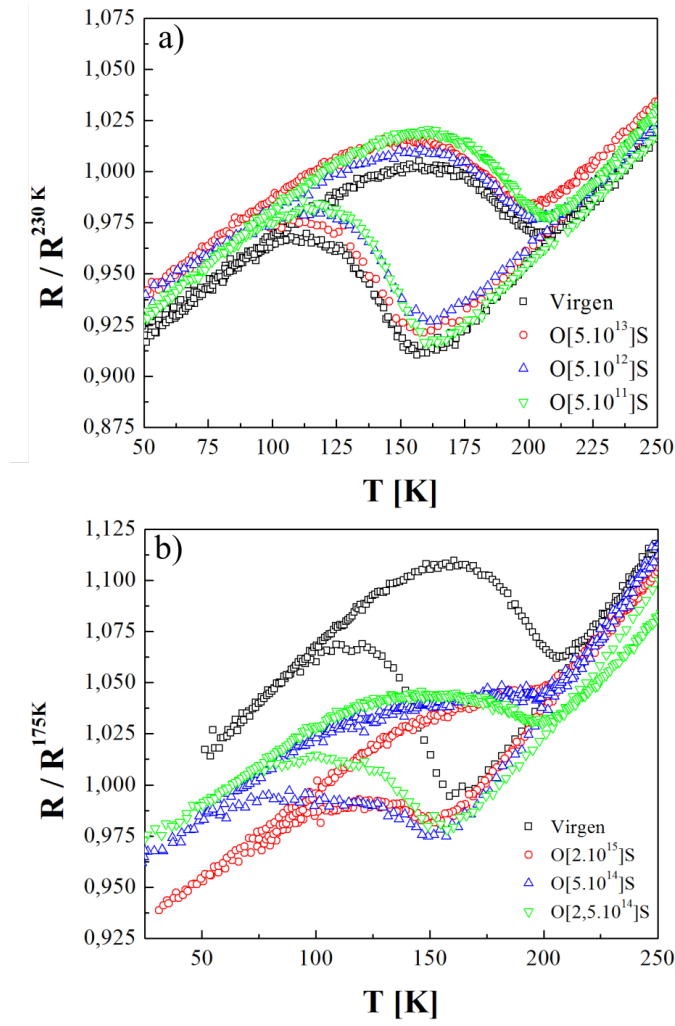 a)
1,075
1,050
1,025
1,000
0,975
0,950
0,925
0,900
0,875
R / R^230 K
Virgen
O[5.10^13]S
O[5.10^12]S
O[5.10^11]S
50 75 100 125 150 175 200 225 250
T [K]
b)
1,125
1,100
1,075
1,050
1,025
1,000
0,975
0,950
0,925
R / R^175K
Virgen
O[2.10^15]S
O[5.10^14]S
O[2,5.10^14]S
50 100 150 200 250
T [K]